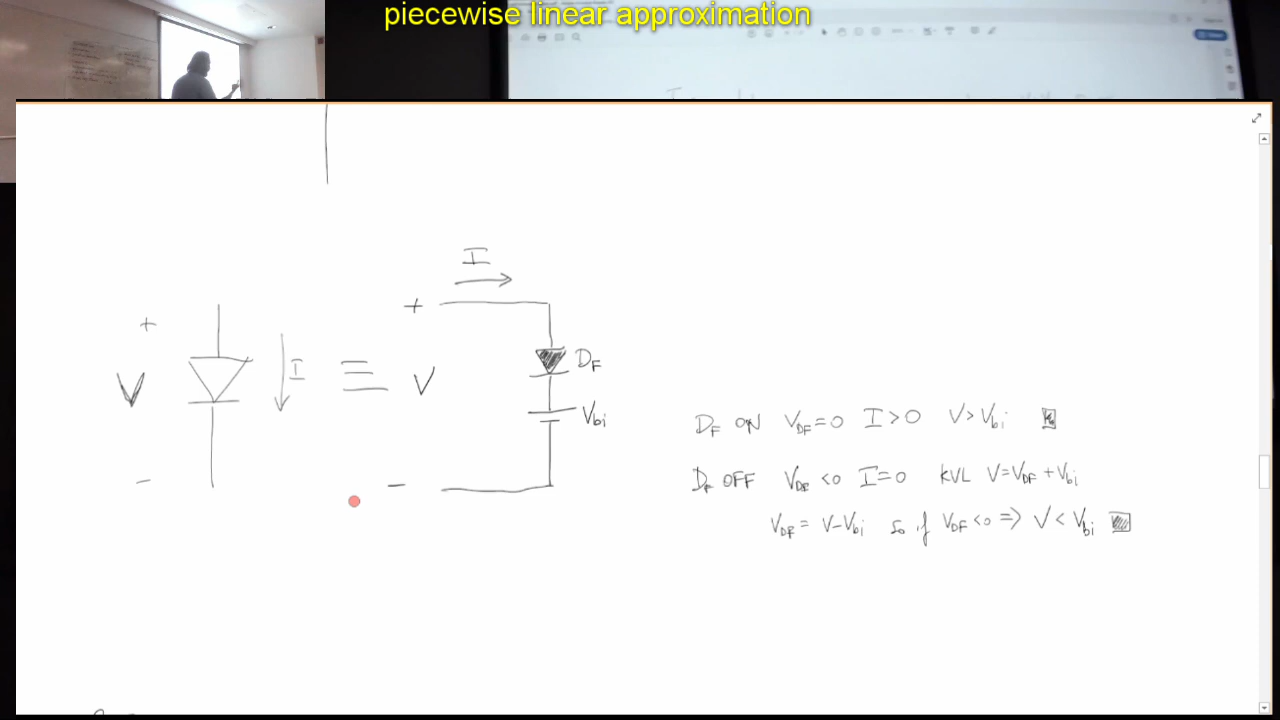 piecewise linear approximation
I
+ +
V I ≡ V D_F
V_bi
- -
D_F ON V_DF = 0 I > 0 V > V_bi
D_F OFF V_DF < 0 I = 0 KVL V = V_DF + V_bi
V_DF = V - V_bi so if V_DF < 0 ⇒ V < V_bi